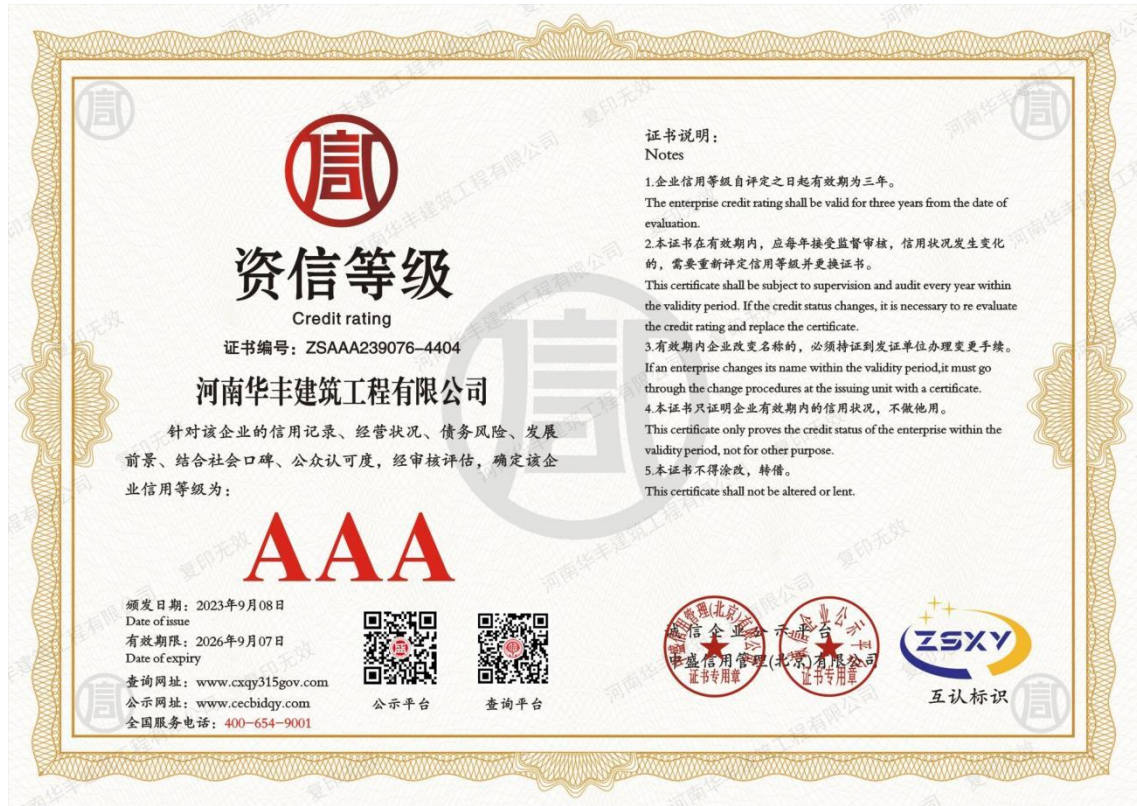 资信等级
Credit rating
证书编号：ZSAAA239076-4404
河南华丰建筑工程有限公司
针对该企业的信用记录、经营状况、债务风险、发展
前景、结合社会口碑、公众认可度，经审核评估，确定该企
业信用等级为：
AAA
颁发日期：2023年9月08日
Date of issue
有效期限：2026年9月07日
Date of expiry
查询网址：www.cxqy315gov.com
公示网址：www.cecbidqy.com
全国服务电话：400-654-9001
公示平台
查询平台
证书说明：
Notes
1.企业信用等级自评定之日起有效期为三年。
The enterprise credit rating shall be valid for three years from the date of
evaluation.
2.本证书在有效期内，应每年接受监督审核，信用状况发生变化
的，需要重新评定信用等级并更换证书。
This certificate shall be subject to supervision and audit every year within
the validity period. If the credit status changes, it is necessary to re evaluate
the credit rating and replace the certificate.
3.有效期内企业改变名称的，必须持证到发证单位办理变更手续。
If an enterprise changes its name within the validity period,it must go
through the change procedures at the issuing unit with a certificate.
4.本证书只证明企业有效期内的信用状况，不做他用。
This certificate only proves the credit status of the enterprise within the
validity period, not for other purpose.
5.本证书不得涂改，转借。
This certificate shall not be altered or lent.
诚信企业公示平台
中盛信用管理(北京)有限公司
证书专用章
证书专用章
ZSXY
互认标识
河南华丰建筑工程有限公司 复印无效